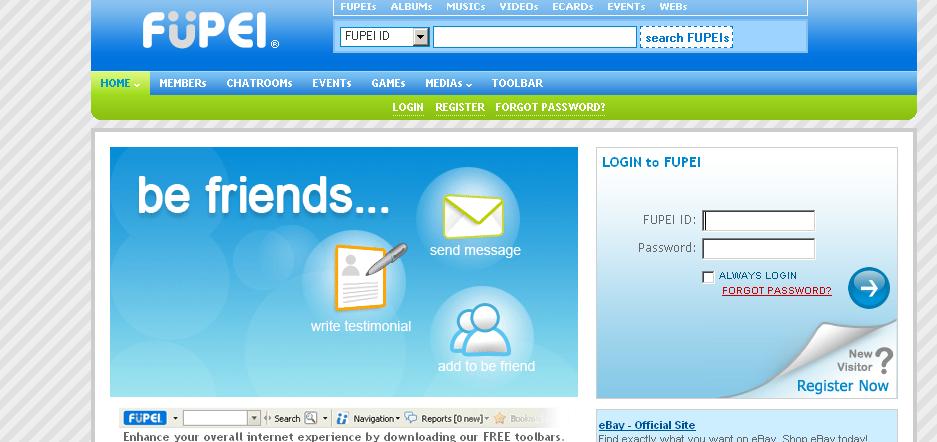 FUPEIs ALBUMs MUSICs VIDEOs ECARDs EVENTs WEBs
FÜPEI®
FUPEI ID search FUPEIs
HOME MEMBERs CHATROOMs EVENTs GAMEs MEDIAs TOOLBAR
LOGIN REGISTER FORGOT PASSWORD?
be friends...
send message
write testimonial
add to be friend
LOGIN to FUPEI
FUPEI ID:
Password:
ALWAYS LOGIN
FORGOT PASSWORD?
New Visitor ?
Register Now
FÜPEI Search Navigation Reports [0 new] Bookm
Enhance your overall internet experience by downloading our FREE toolbars.
eBay - Official Site
Find exactly what you want on eBay. Shop eBay today!